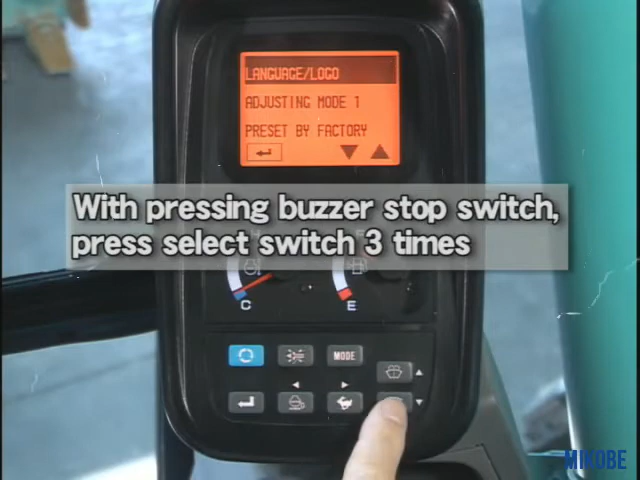 LANGUAGE/LOGO
ADJUSTING MODE 1
PRESET BY FACTORY
With pressing buzzer stop switch,
press select switch 3 times
C
E
MODE
MIKOBE